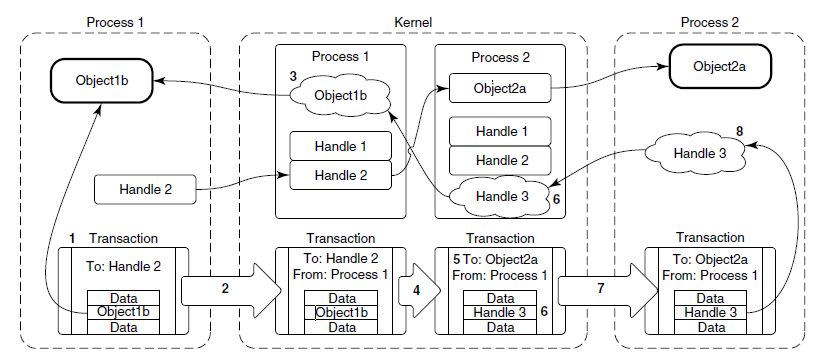 Process 1
Kernel
Process 2
Process 1
Process 2
Object1b
3
Object1b
Object2a
Object2a
Handle 1
Handle 2
Handle 1
Handle 2
Handle 3
6
8
Handle 3
Handle 2
1 Transaction
To: Handle 2
Data
Object1b
Data
2
Transaction
To: Handle 2
From: Process 1
Data
Object1b
Data
4
Transaction
5 To: Object2a
From: Process 1
Data
Handle 3
6
Data
7
Transaction
To: Object2a
From: Process 1
Data
Handle 3
Data